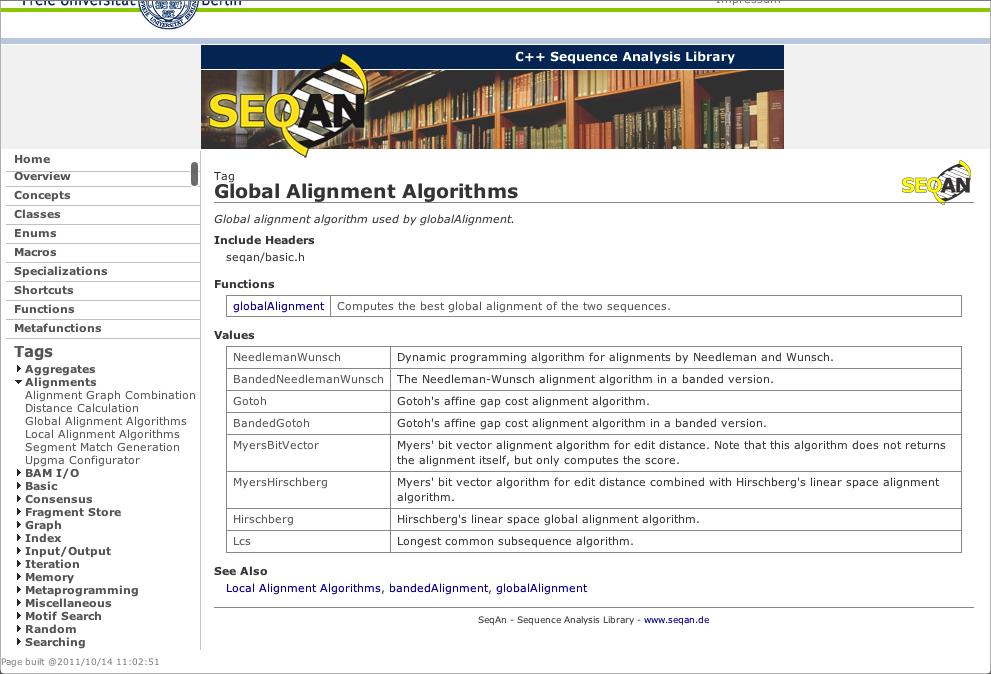 Freie Universität Berlin
Impressum
C++ Sequence Analysis Library
SEQAN
Home
Overview
Concepts
Classes
Enums
Macros
Specializations
Shortcuts
Functions
Metafunctions
Tags
Aggregates
Alignments
Alignment Graph Combination
Distance Calculation
Global Alignment Algorithms
Local Alignment Algorithms
Segment Match Generation
Upgma Configurator
BAM I/O
Basic
Consensus
Fragment Store
Graph
Index
Input/Output
Iteration
Memory
Metaprogramming
Miscellaneous
Motif Search
Random
Searching
Tag
Global Alignment Algorithms
SEQAN
Global alignment algorithm used by globalAlignment.
Include Headers
seqan/basic.h
Functions
globalAlignment Computes the best global alignment of the two sequences.
Values
NeedlemanWunsch Dynamic programming algorithm for alignments by Needleman and Wunsch.
BandedNeedlemanWunsch The Needleman-Wunsch alignment algorithm in a banded version.
Gotoh Gotoh's affine gap cost alignment algorithm.
BandedGotoh Gotoh's affine gap cost alignment algorithm in a banded version.
MyersBitVector Myers' bit vector alignment algorithm for edit distance. Note that this algorithm does not returns
the alignment itself, but only computes the score.
MyersHirschberg Myers' bit vector algorithm for edit distance combined with Hirschberg's linear space alignment
algorithm.
Hirschberg Hirschberg's linear space global alignment algorithm.
Lcs Longest common subsequence algorithm.
See Also
Local Alignment Algorithms, bandedAlignment, globalAlignment
SeqAn - Sequence Analysis Library - www.seqan.de
Page built @2011/10/14 11:02:51